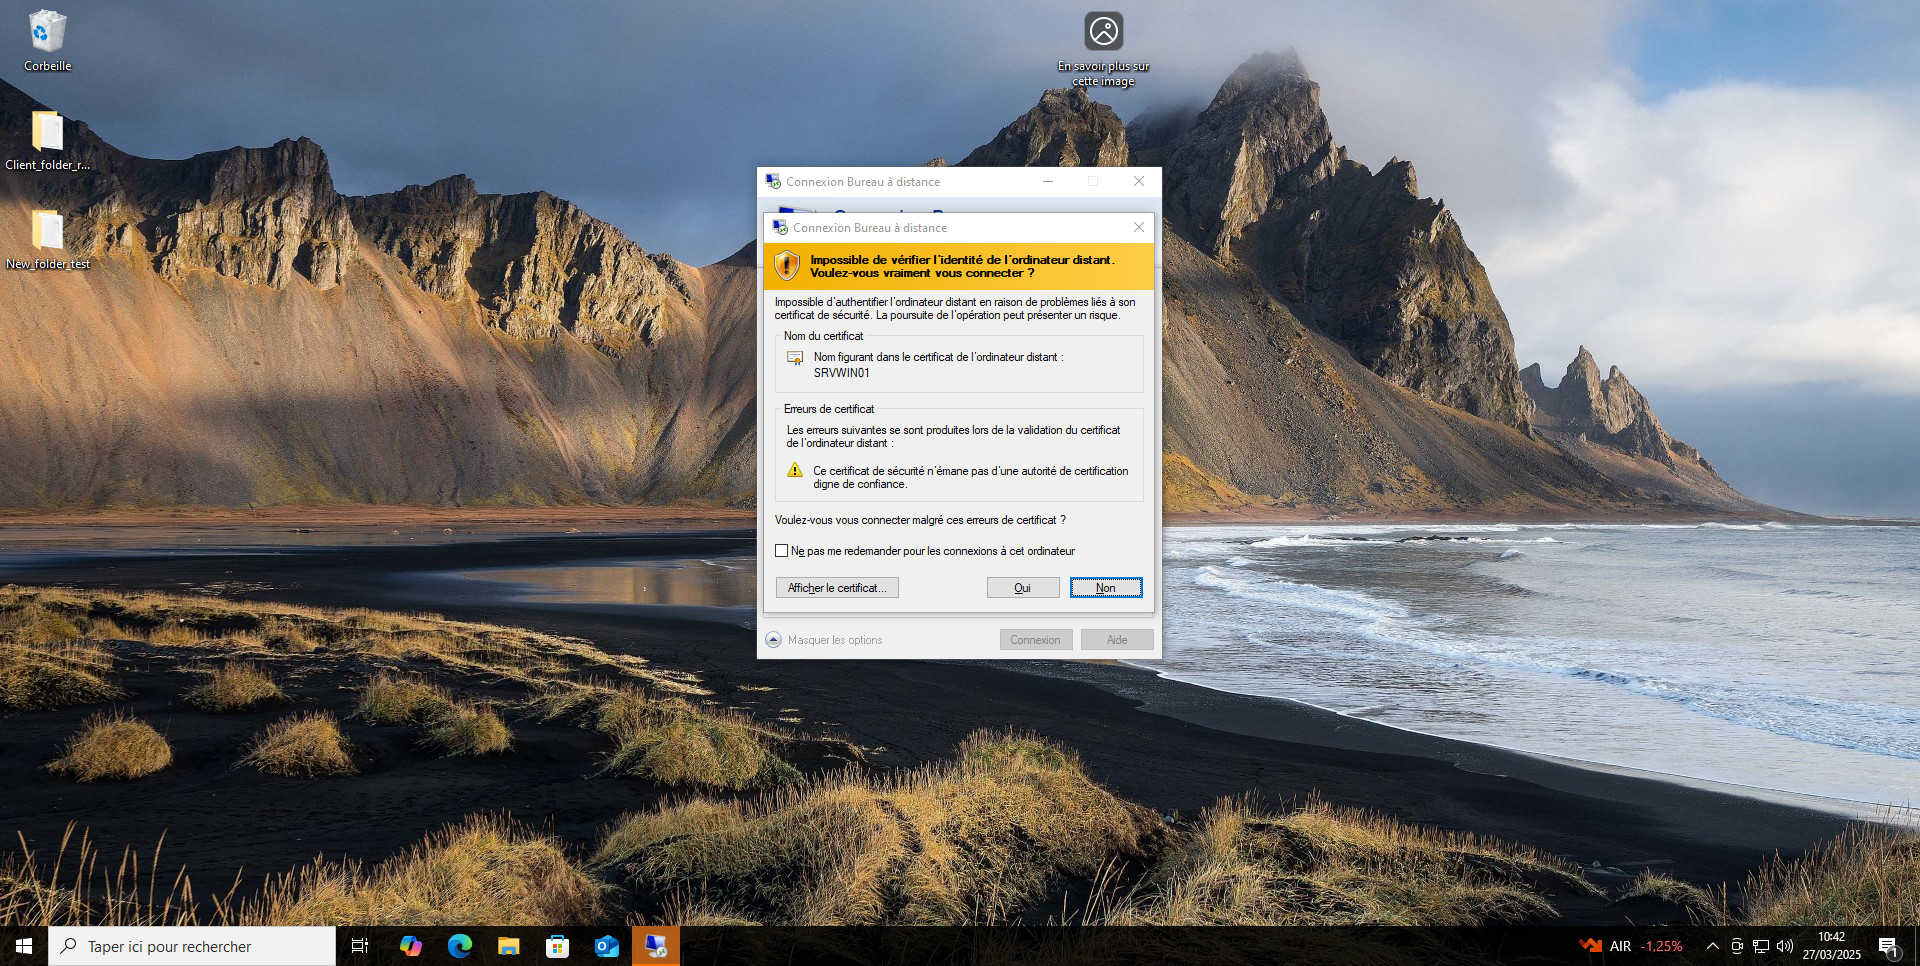 Corbeille
En savoir plus sur
cette image
Client_folder_r...
New_folder_test
Connexion Bureau à distance
Connexion Bureau à distance
Impossible de vérifier l'identité de l'ordinateur distant.
Voulez-vous vraiment vous connecter ?
Impossible d'authentifier l'ordinateur distant en raison de problèmes liés à son
certificat de sécurité. La poursuite de l'opération peut présenter un risque.
Nom du certificat
Nom figurant dans le certificat de l'ordinateur distant :
SRVWIN01
Erreurs de certificat
Les erreurs suivantes se sont produites lors de la validation du certificat
de l'ordinateur distant :
Ce certificat de sécurité n'émane pas d'une autorité de certification
digne de confiance.
Voulez-vous vous connecter malgré ces erreurs de certificat ?
Ne pas me redemander pour les connexions à cet ordinateur
Afficher le certificat...
Oui
Non
Masquer les options
Connexion
Aide
Taper ici pour rechercher
AIR -1,25%
10:42
27/03/2025
1